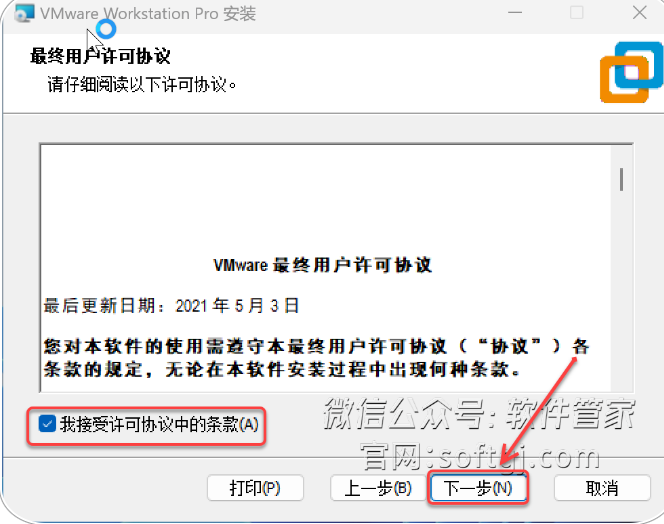 VMware Workstation Pro 安装
最终用户许可协议
请仔细阅读以下许可协议。
VMware 最终用户许可协议
最后更新日期：2021 年 5 月 3 日
您对本软件的使用需遵守本最终用户许可协议（“协议”）各
条款的规定，无论在本软件安装过程中出现何种条款。
微信公众号:软件管家
我接受许可协议中的条款(A)
官网:softgj.com
打印(P)
上一步(B)
下一步(N)
取消